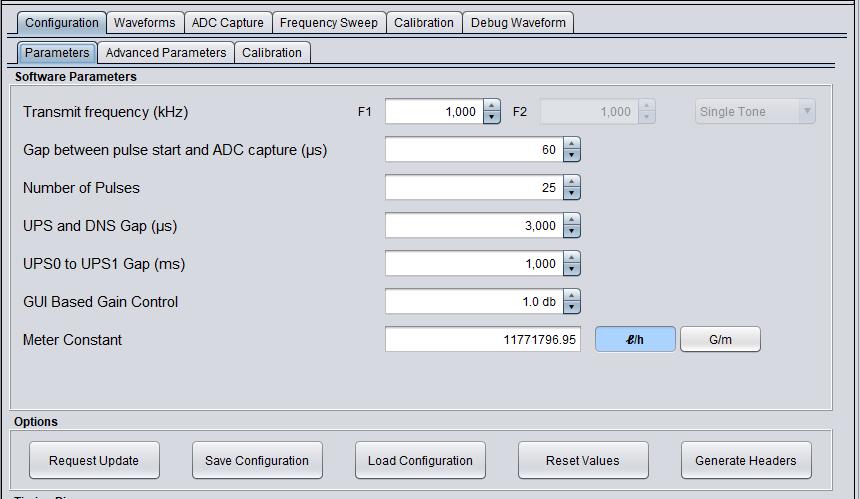 Configuration Waveforms ADC Capture Frequency Sweep Calibration Debug Waveform
Parameters Advanced Parameters Calibration
Software Parameters
Transmit frequency (kHz) F1 1,000 F2 1,000 Single Tone
Gap between pulse start and ADC capture (µs) 60
Number of Pulses 25
UPS and DNS Gap (µs) 3,000
UPS0 to UPS1 Gap (ms) 1,000
GUI Based Gain Control 1.0 db
Meter Constant 11771796.95 ℓ/h G/m
Options
Request Update Save Configuration Load Configuration Reset Values Generate Headers